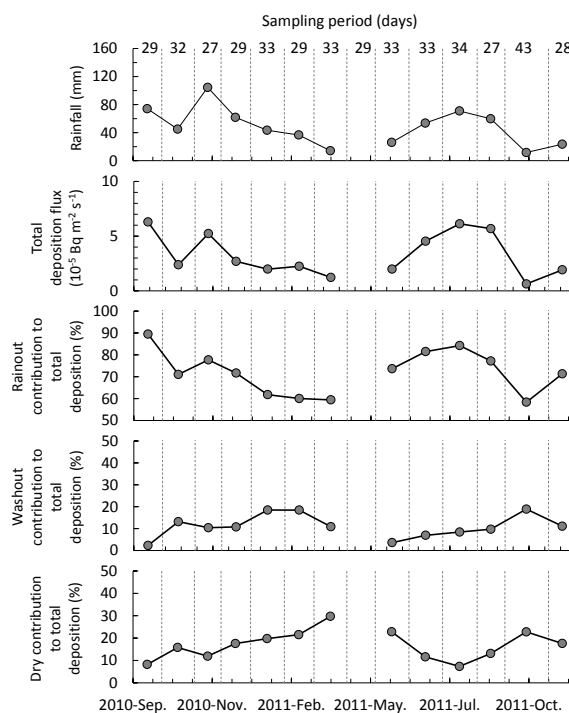 Sampling period (days)
29 32 27 29 33 29 33 29 33 33 34 27 43 28
160
120
80
40
0
Rainfall (mm)
10
5
0
Total
deposition flux
(10⁻⁵ Bq m⁻² s⁻¹)
100
90
80
70
60
50
Rainout contribution to
total
deposition (%)
50
40
30
20
10
0
Washout
contribution to
total
deposition (%)
50
40
30
20
10
0
Dry contribution
to total
deposition (%)
2010-Sep. 2010-Nov. 2011-Feb. 2011-May. 2011-Jul. 2011-Oct.